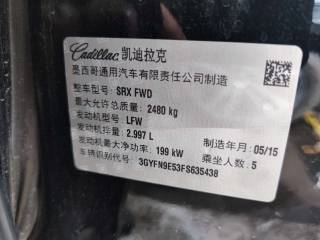 Cadillac 凯迪拉克
墨西哥通用汽车有限责任公司制造
整车型号: SRX FWD
最大允许总质量: 2480 kg
发动机型号: LFW
发动机排量: 2.997 L 制造年月: 05/15
发动机最大净功率: 199 kW 乘坐人数: 5
车辆识别代号: 3GYFN9E53FS635438